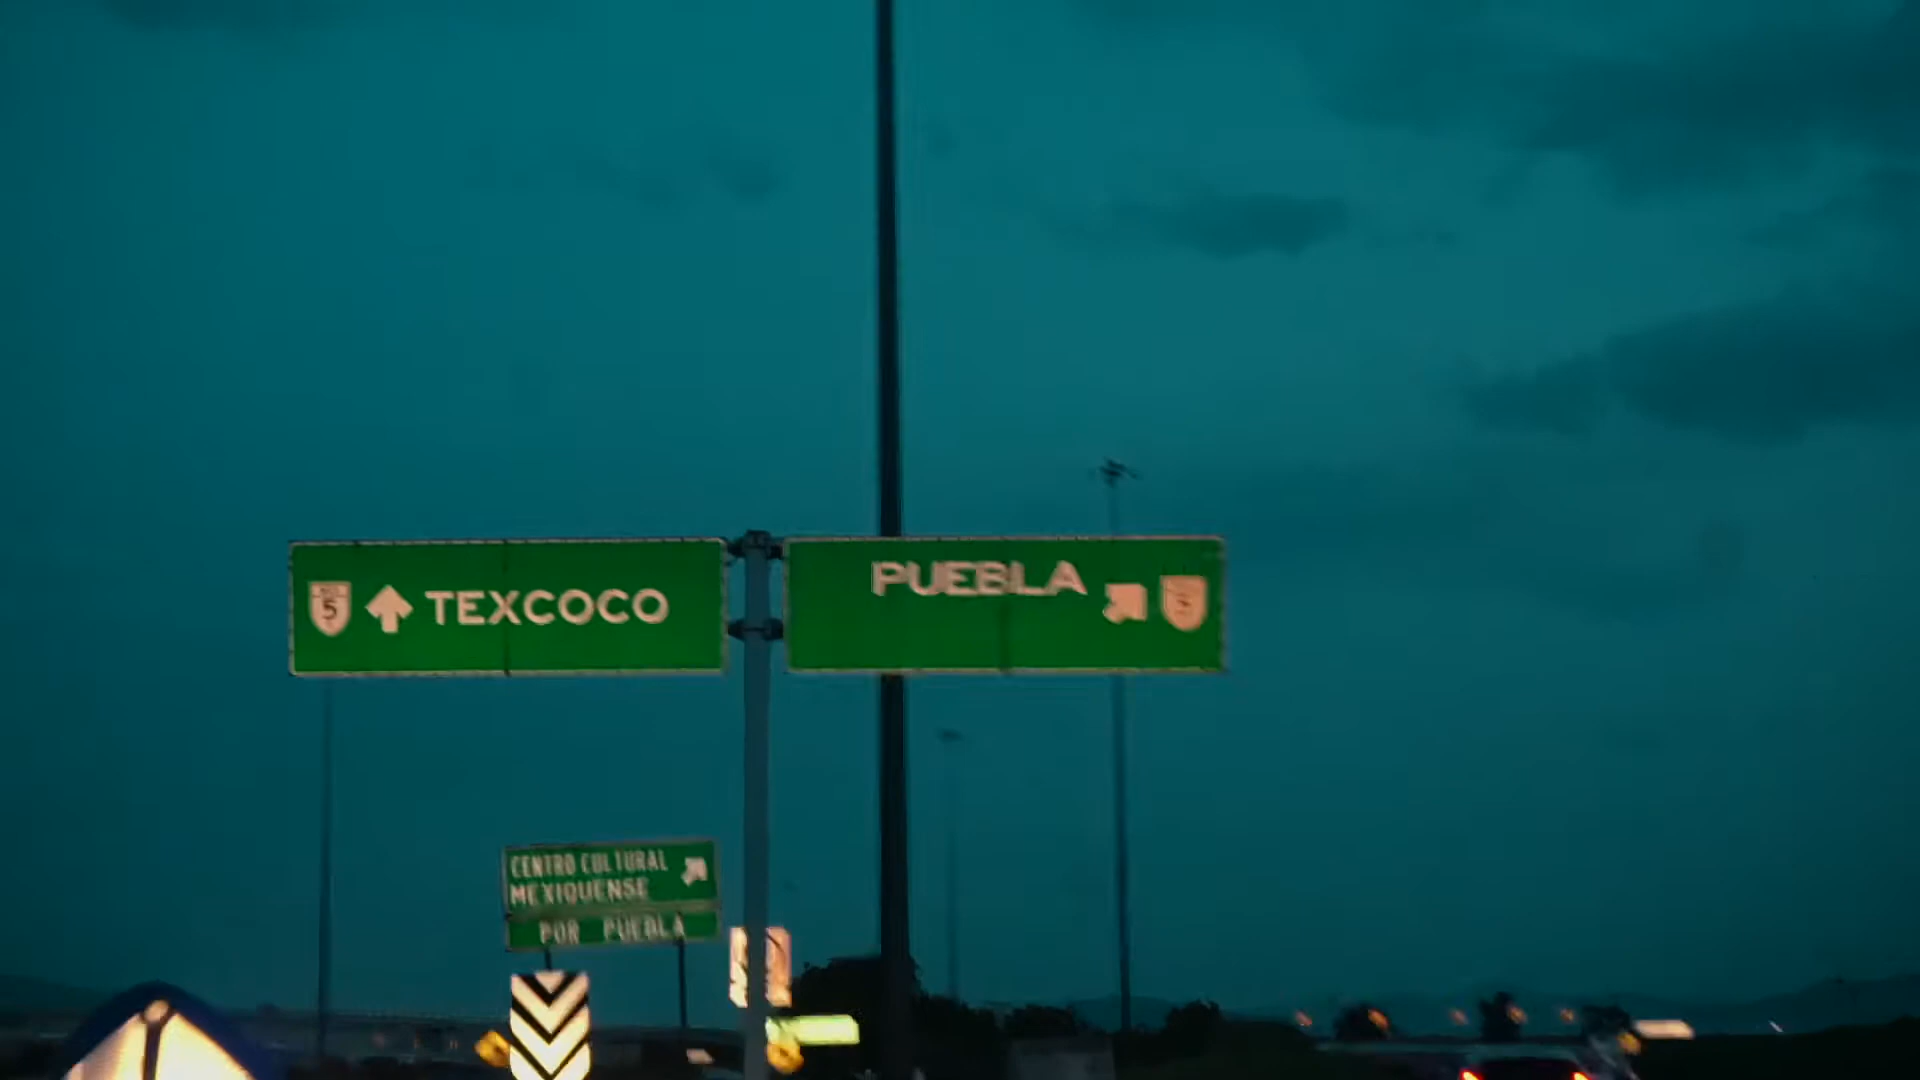 5 TEXCOCO
PUEBLA
CENTRO CULTURAL
MEXIQUENSE
POR PUEBLA